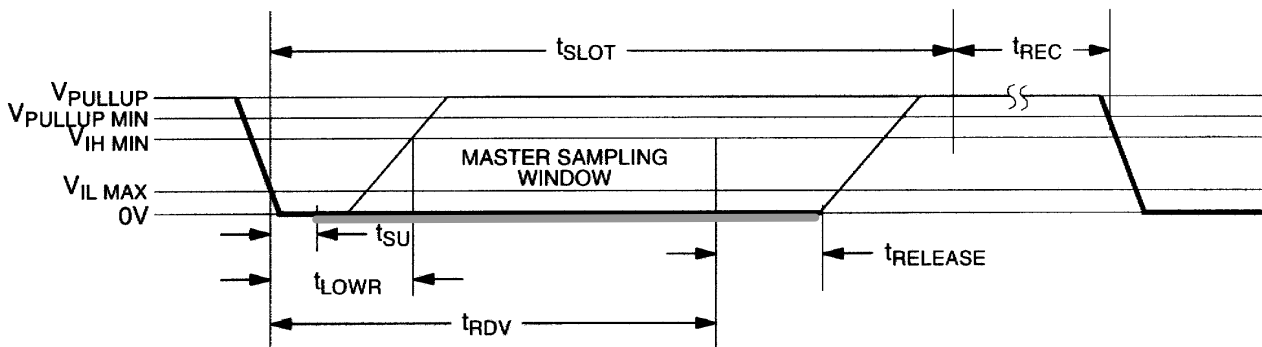 tSLOT
tREC
VPULLUP
VPULLUP MIN
VIH MIN
MASTER SAMPLING
WINDOW
VIL MAX
0V
tSU
tRELEASE
tLOWR
tRDV